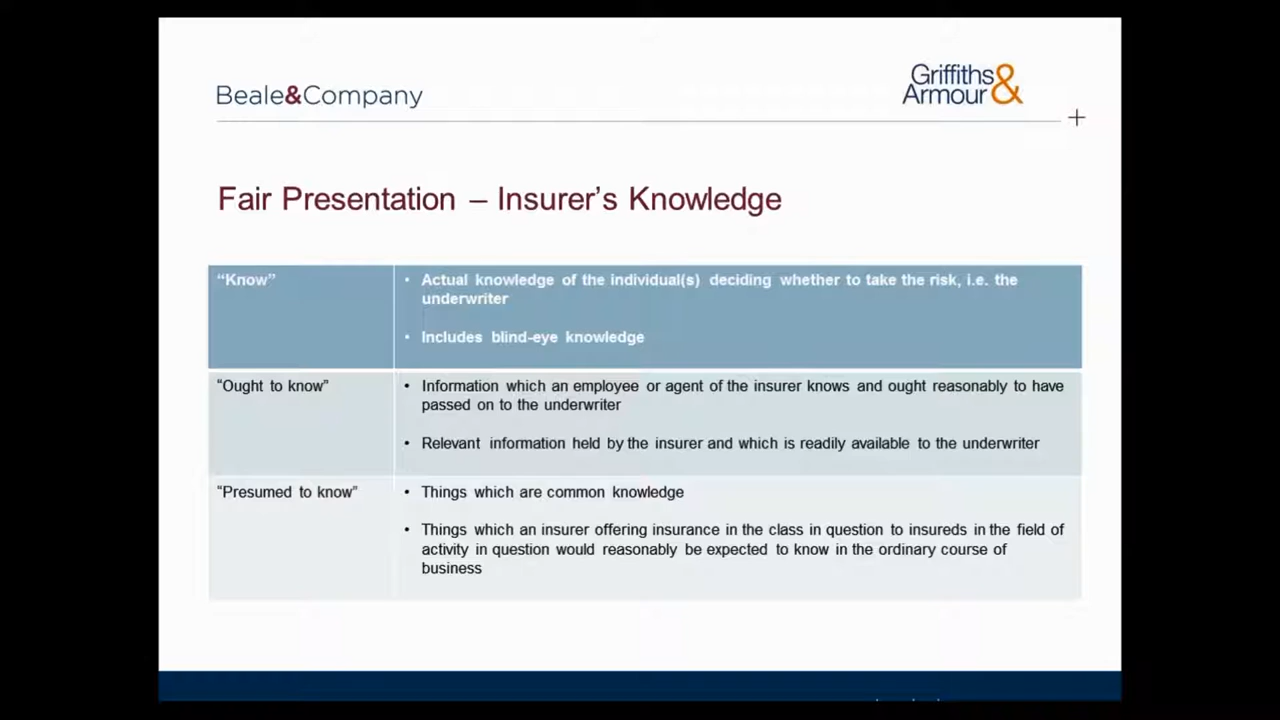 Beale&Company
Griffiths&
Armour
Fair Presentation – Insurer’s Knowledge
“Know”
• Actual knowledge of the individual(s) deciding whether to take the risk, i.e. the
underwriter
• Includes blind-eye knowledge
“Ought to know”
• Information which an employee or agent of the insurer knows and ought reasonably to have
passed on to the underwriter
• Relevant information held by the insurer and which is readily available to the underwriter
“Presumed to know”
• Things which are common knowledge
• Things which an insurer offering insurance in the class in question to insureds in the field of
activity in question would reasonably be expected to know in the ordinary course of
business